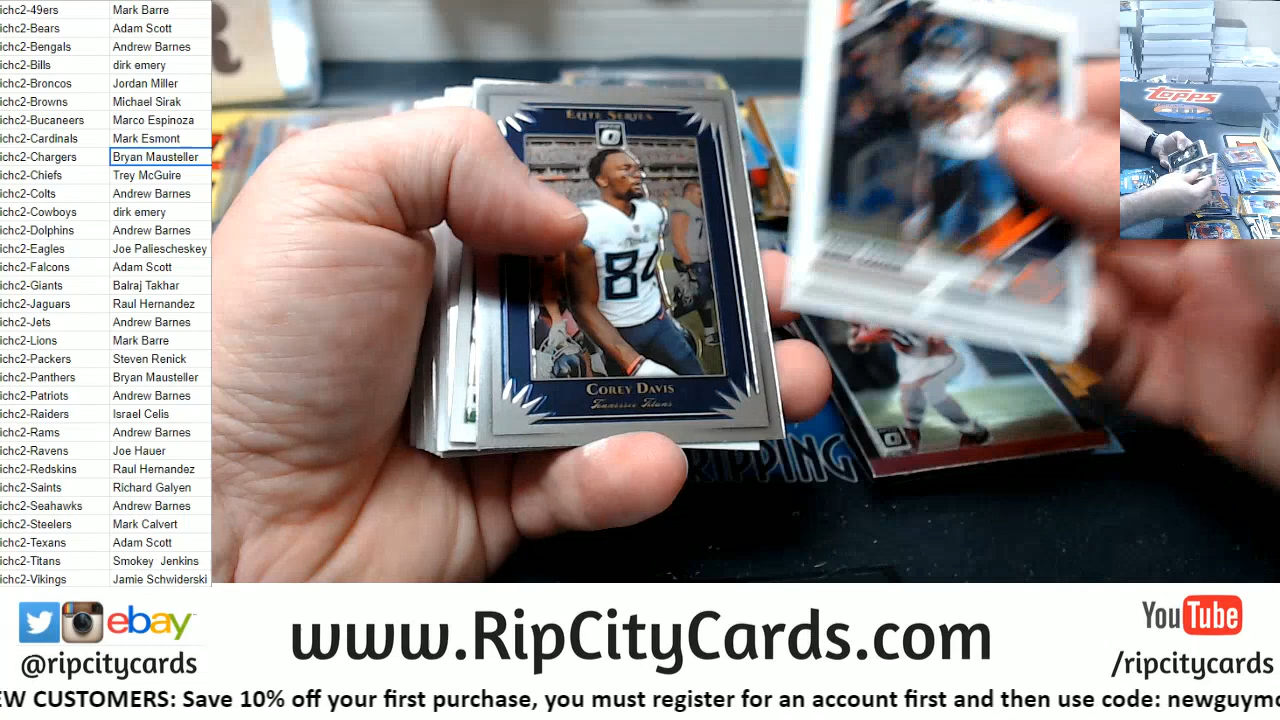 ichc2-49ers Mark Barre
ichc2-Bears Adam Scott
ichc2-Bengals Andrew Barnes
ichc2-Bills dirk emery
ichc2-Broncos Jordan Miller
ichc2-Browns Michael Sirak
ichc2-Bucaneers Marco Espinoza
ichc2-Cardinals Mark Esmont
ichc2-Chargers Bryan Mausteller
ichc2-Chiefs Trey McGuire
ichc2-Colts Andrew Barnes
ichc2-Cowboys dirk emery
ichc2-Dolphins Andrew Barnes
ichc2-Eagles Joe Paliescheskey
ichc2-Falcons Adam Scott
ichc2-Giants Balraj Takhar
ichc2-Jaguars Raul Hernandez
ichc2-Jets Andrew Barnes
ichc2-Lions Mark Barre
ichc2-Packers Steven Renick
ichc2-Panthers Bryan Mausteller
ichc2-Patriots Andrew Barnes
ichc2-Raiders Israel Celis
ichc2-Rams Andrew Barnes
ichc2-Ravens Joe Hauer
ichc2-Redskins Raul Hernandez
ichc2-Saints Richard Galyen
ichc2-Seahawks Andrew Barnes
ichc2-Steelers Mark Calvert
ichc2-Texans Adam Scott
ichc2-Titans Smokey Jenkins
ichc2-Vikings Jamie Schwiderski
Elite Series
84
Corey Davis
Tennessee Titans
RIPPING
Topps
ebay
@ripcitycards
www.RipCityCards.com
YouTube
/ripcitycards
EW CUSTOMERS: Save 10% off your first purchase, you must register for an account first and then use code: newguymo